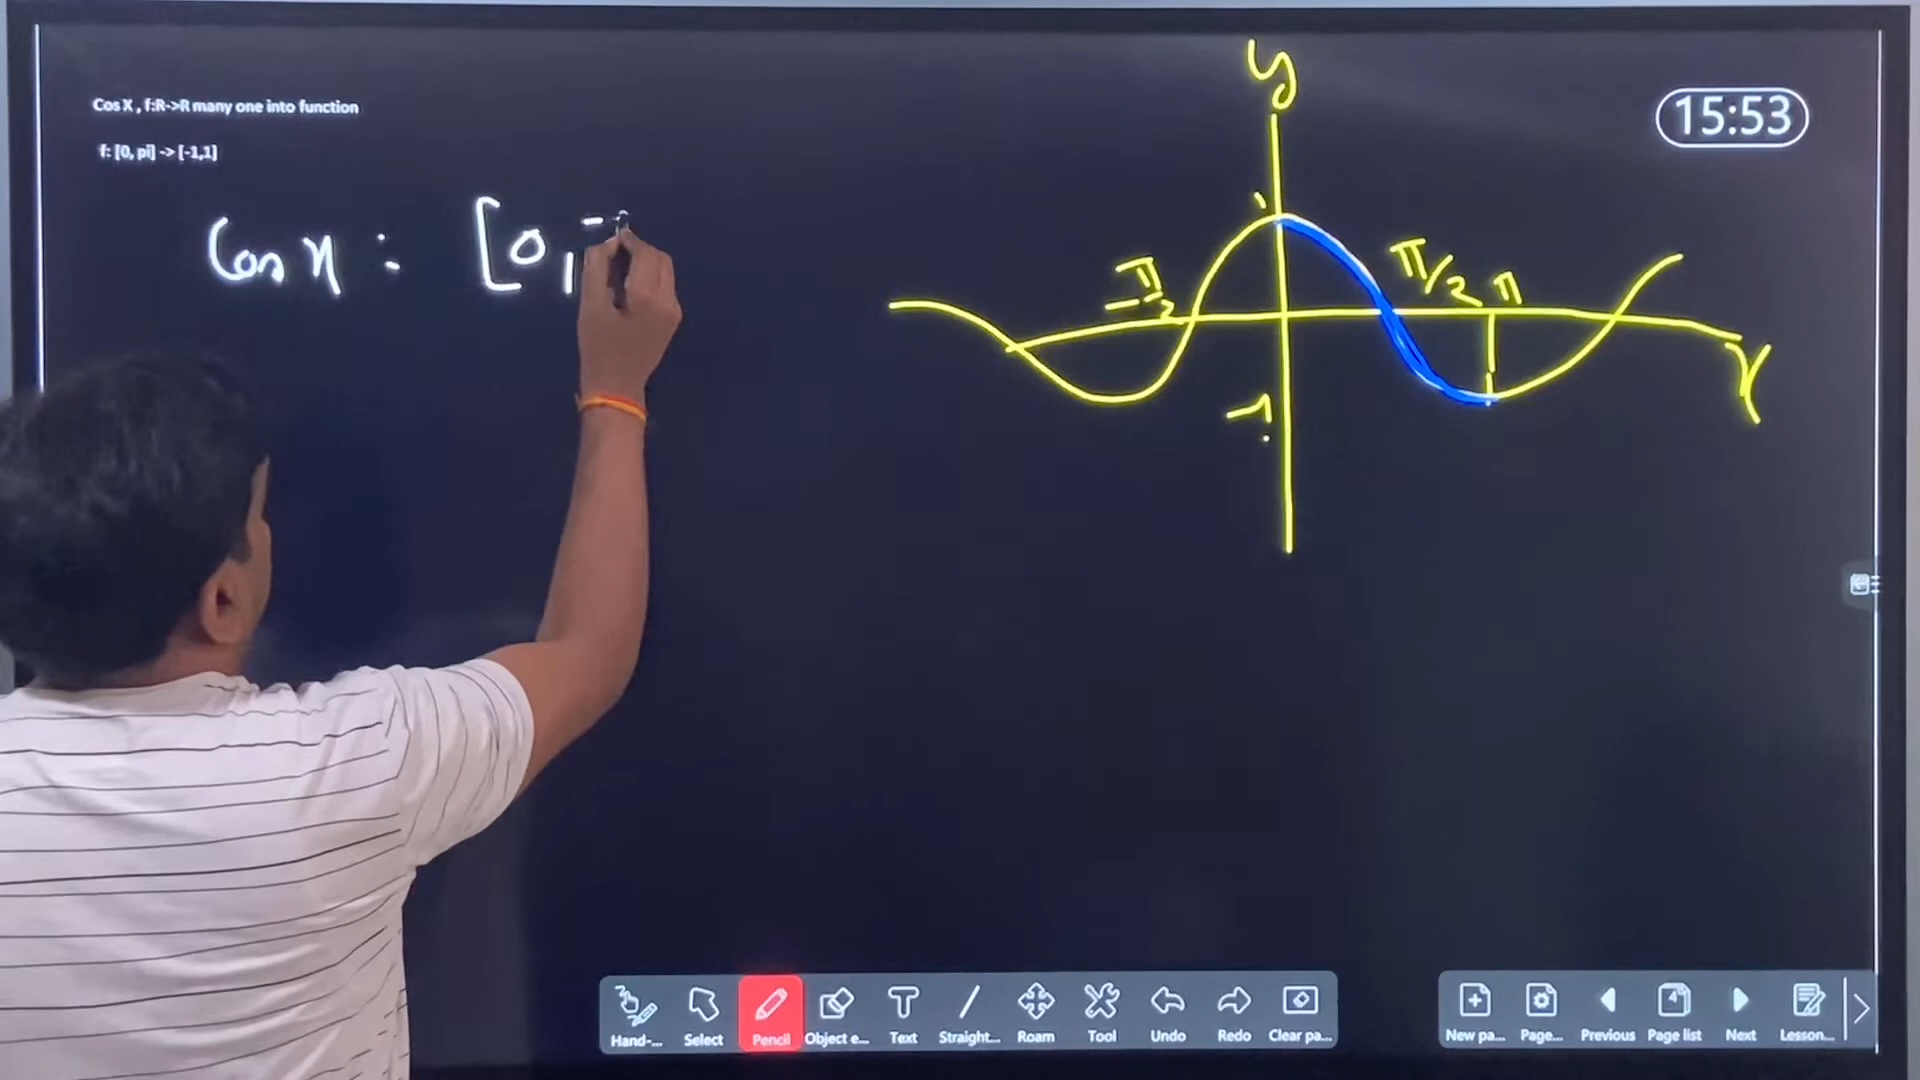 Cos X , f:R->R many one into function
f: [0, pi] -> [-1,1]
Cos x : [0,
y
15:53
1
-π/2
π/2
π
-1
x
Hand-...
Select
Pencil
Object e...
Text
Straight...
Roam
Tool
Undo
Redo
Clear pa...
New pa...
Page...
Previous
Page list
Next
Lesson...